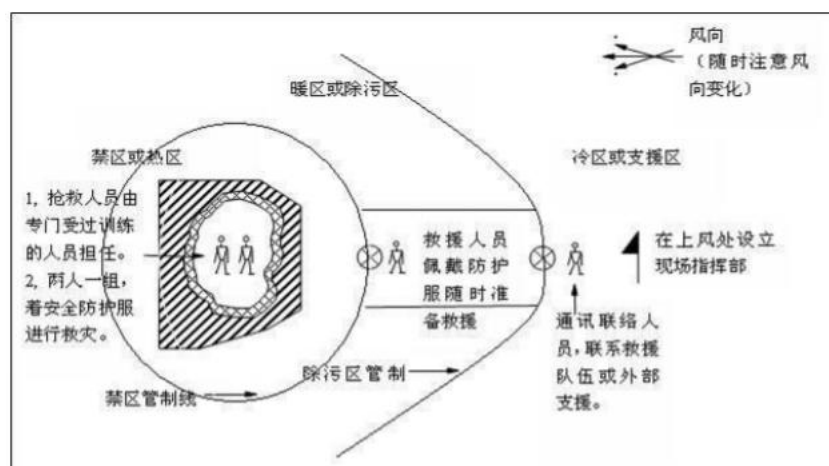 风向
（随时注意风
向变化）
暖区或除污区
禁区或热区
冷区或支援区
1, 抢救人员由
专门受过训练
的人员担任。
2, 两人一组,
着安全防护服
进行救灾。
救援人员
佩戴防护
服随时准
备救援
在上风处设立
现场指挥部
通讯联络人
员, 联系救援
队伍或外部
支援。
除污区管制
禁区管制线